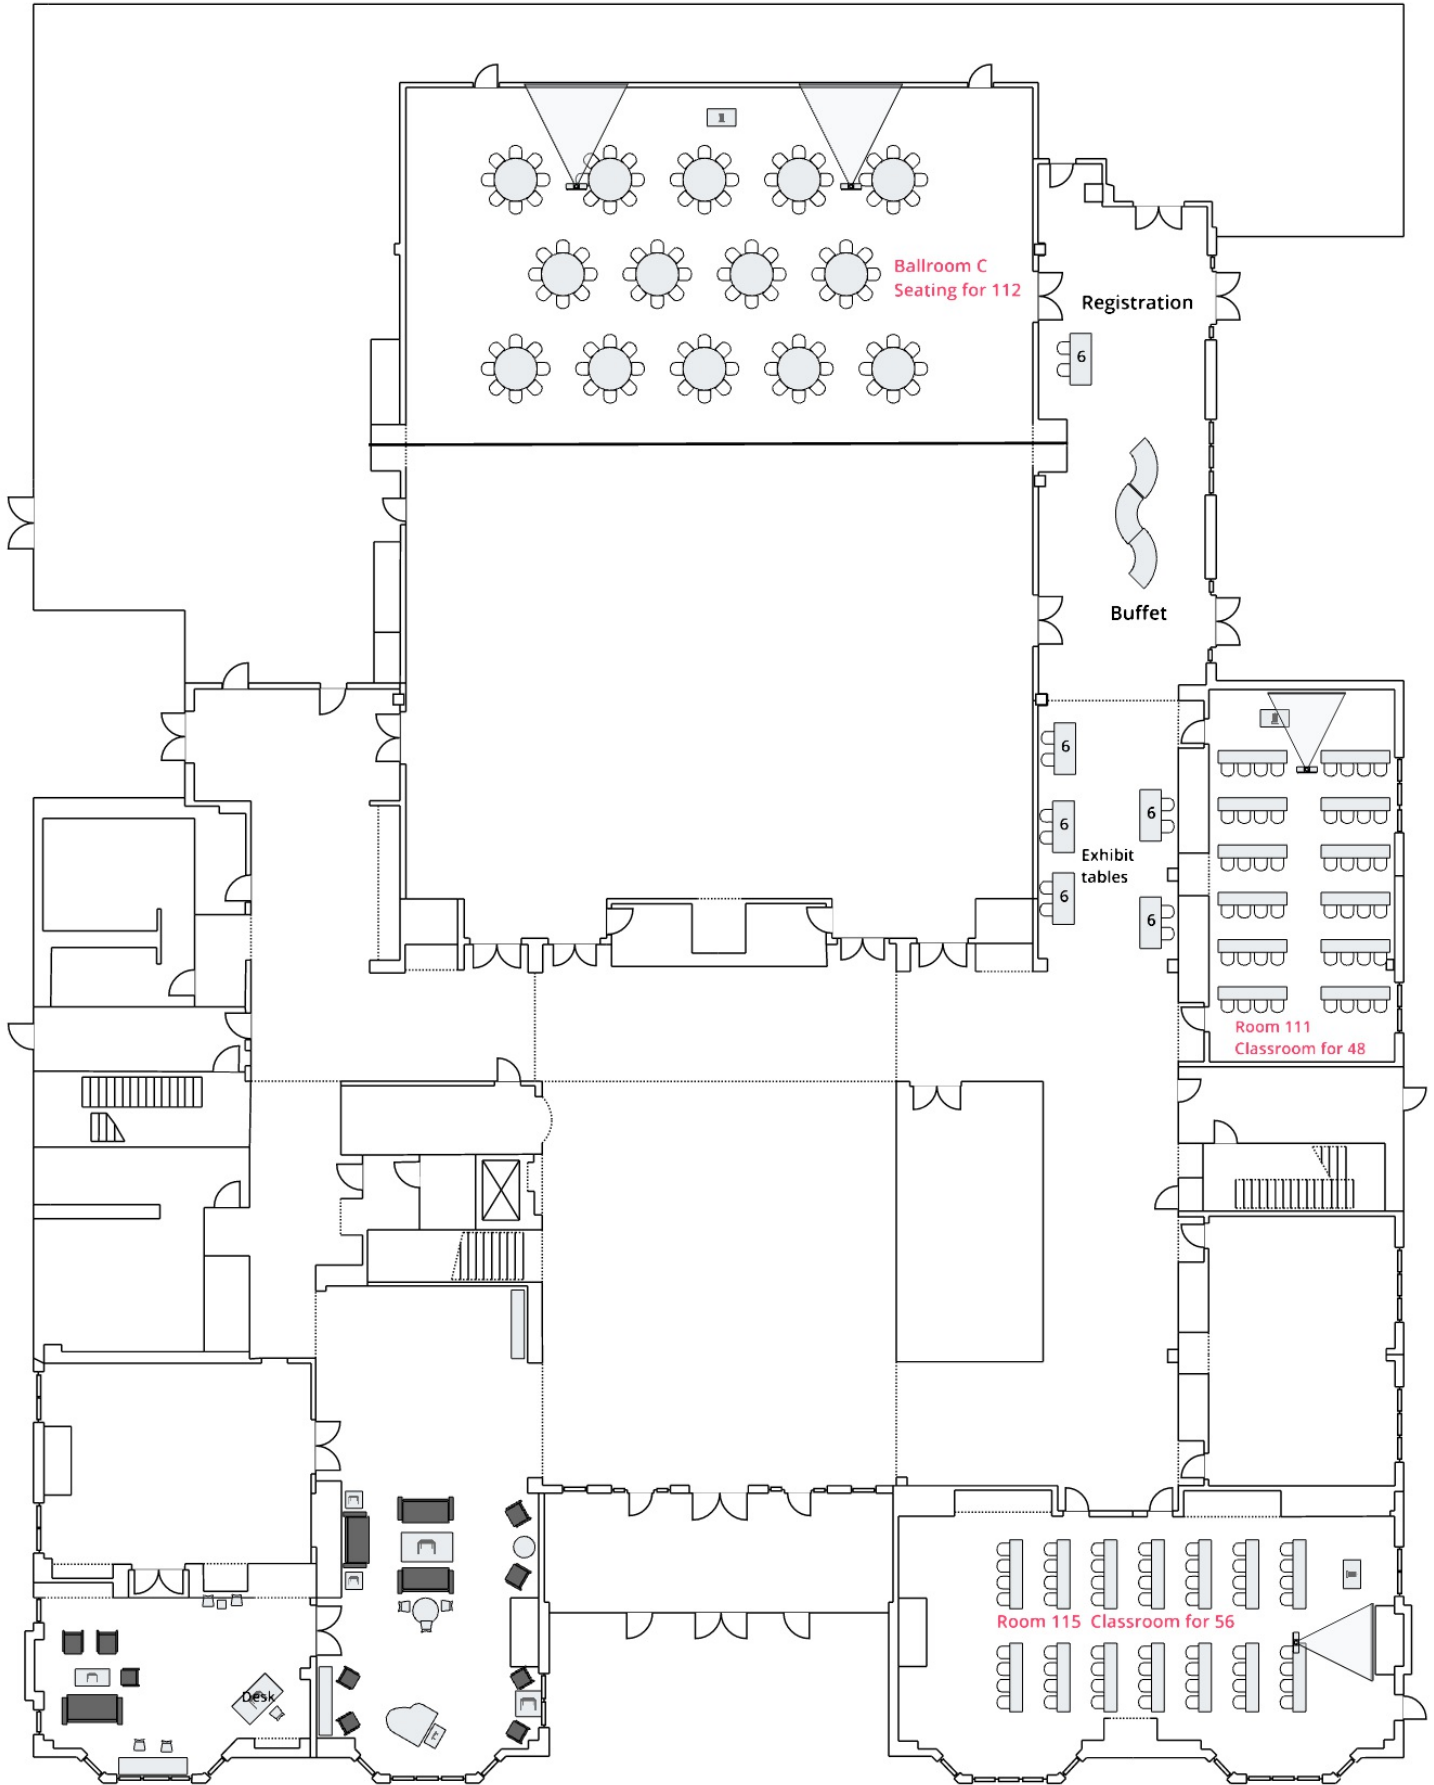 Ballroom C
Seating for 112
Registration
6
Buffet
6
6
6
Exhibit
tables
6
6
Room 111
Classroom for 48
Room 115 Classroom for 56
Desk